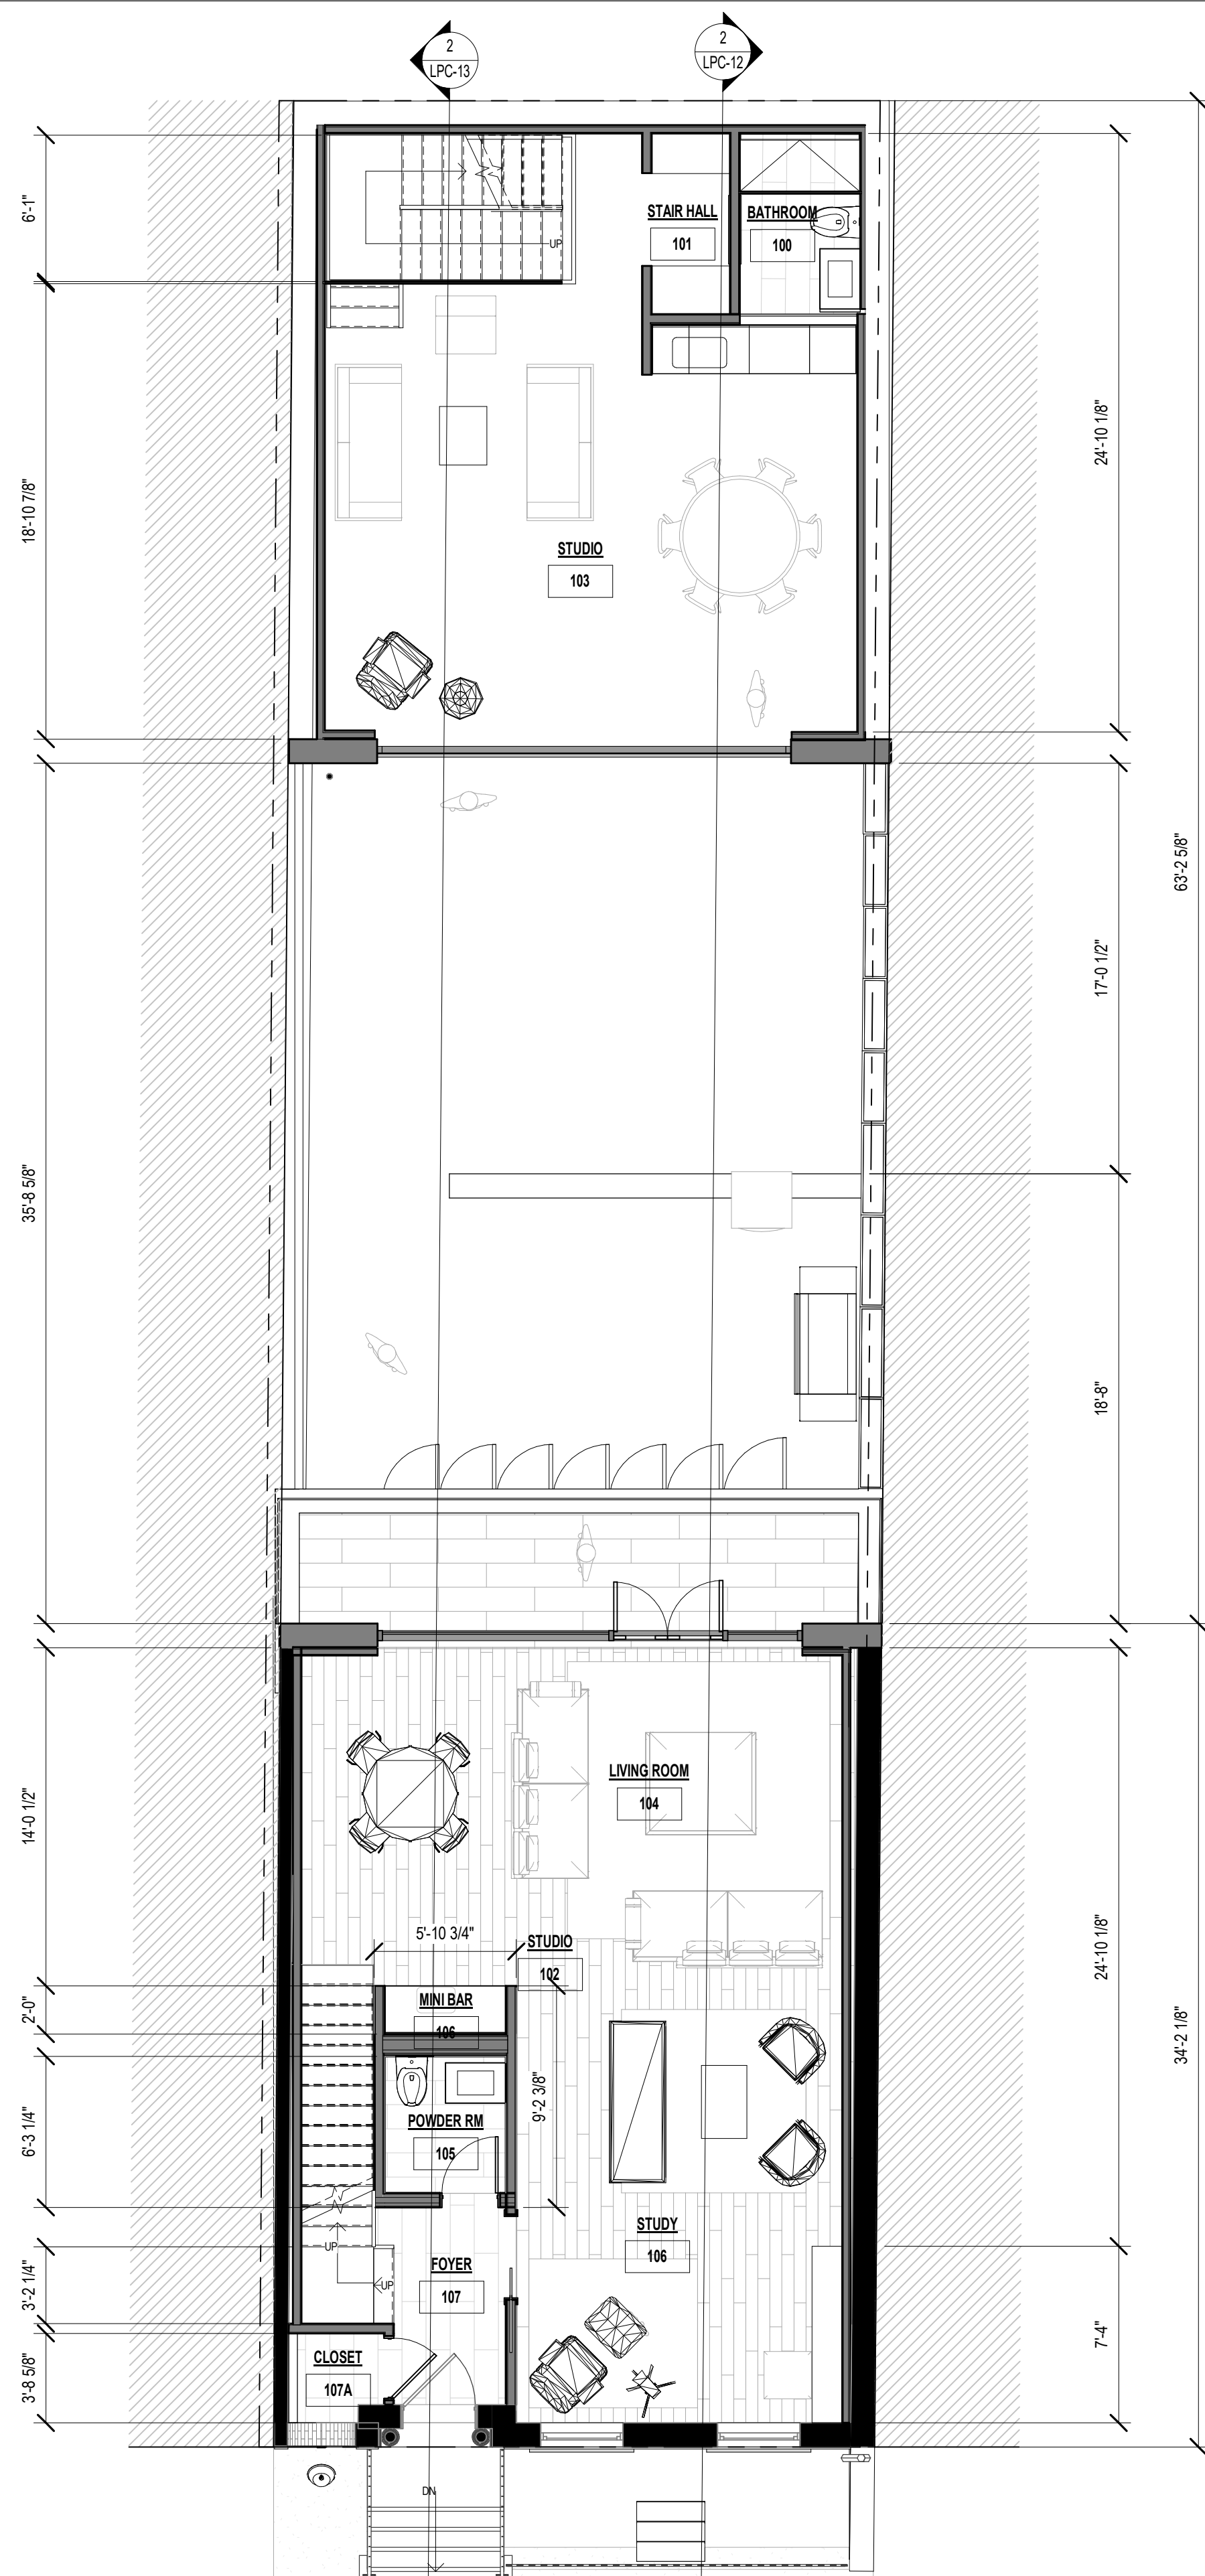 2
LPC-13
2
LPC-12
6'-1"
STAIR HALL
101
BATHROOM
100
UP
24'-10 1/8"
18'-10 7/8"
STUDIO
103
63'-2 5/8"
17'-0 1/2"
35'-8 5/8"
18'-8"
LIVING ROOM
104
14'-0 1/2"
5'-10 3/4"
STUDIO
102
24'-10 1/8"
2'-0"
MINI BAR
106
34'-2 1/8"
9'-2 3/8"
6'-3 1/4"
POWDER RM
105
STUDY
106
UP
FOYER
107
UP
3'-2 1/4"
7'-4"
CLOSET
107A
3'-8 5/8"
DN